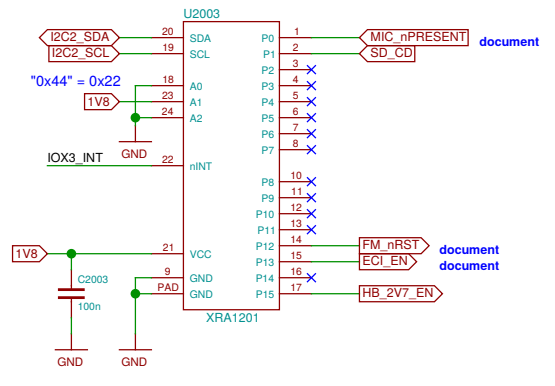 U2003
I2C2_SDA 20 SDA P0 1 MIC_nPRESENT document
I2C2_SCL 19 SCL P1 2 SD_CD
P2 3
"0x44" = 0x22 18 A0 P3 4
1V8 23 A1 P4 5
24 A2 P5 6
P6 7
GND P7 8
IOX3_INT 22 nINT
P8 10
P9 11
P10 12
P11 13
P12 14 FM_nRST document
1V8 21 VCC P13 15 ECI_EN document
9 GND P14 16
C2003 PAD GND P15 17 HB_2V7_EN
100n
XRA1201
GND GND